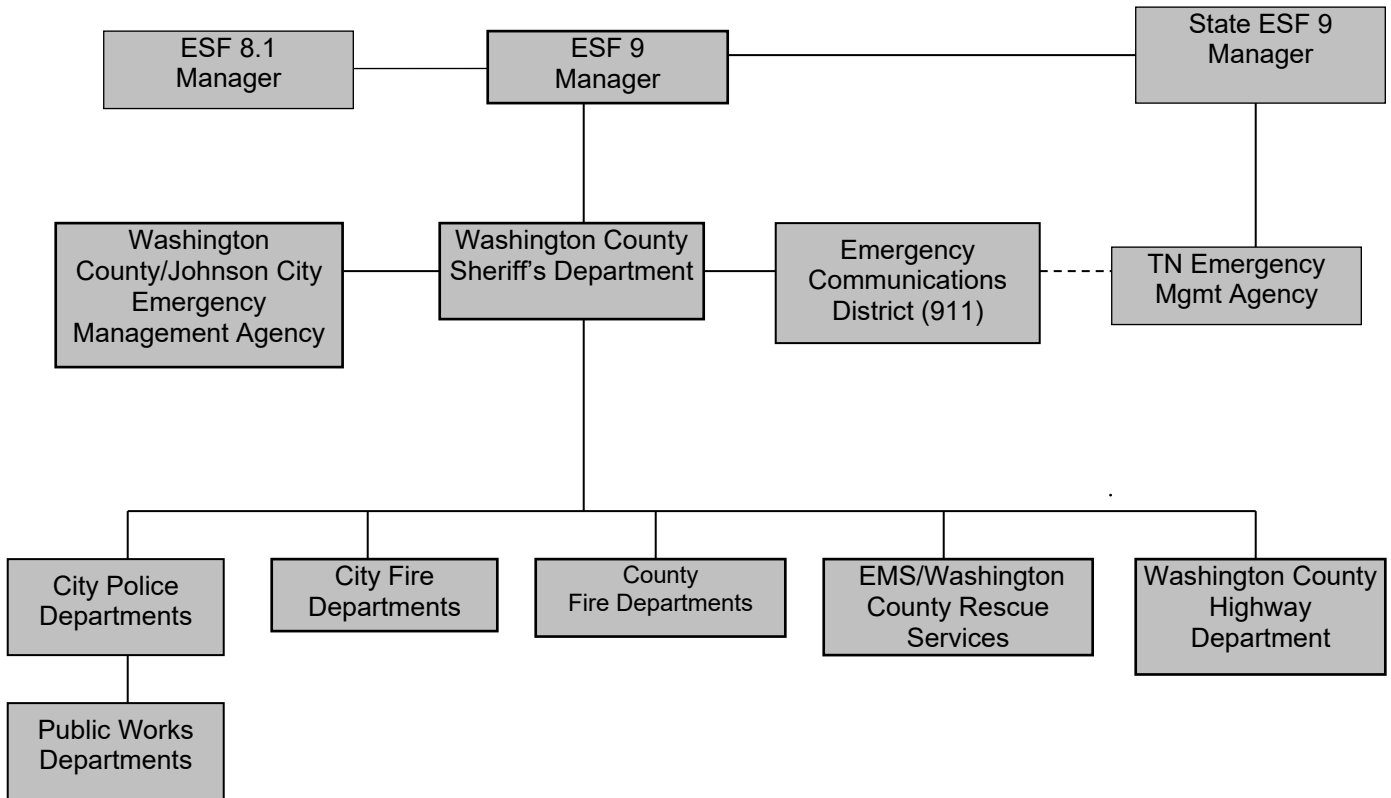 ESF 8.1
Manager
ESF 9
Manager
State ESF 9
Manager
Washington
County/Johnson City
Emergency
Management Agency
Washington County
Sheriff’s Department
Emergency
Communications
District (911)
TN Emergency
Mgmt Agency
.
City Police
Departments
City Fire
Departments
County
Fire Departments
EMS/Washington
County Rescue
Services
Washington County
Highway
Department
Public Works
Departments